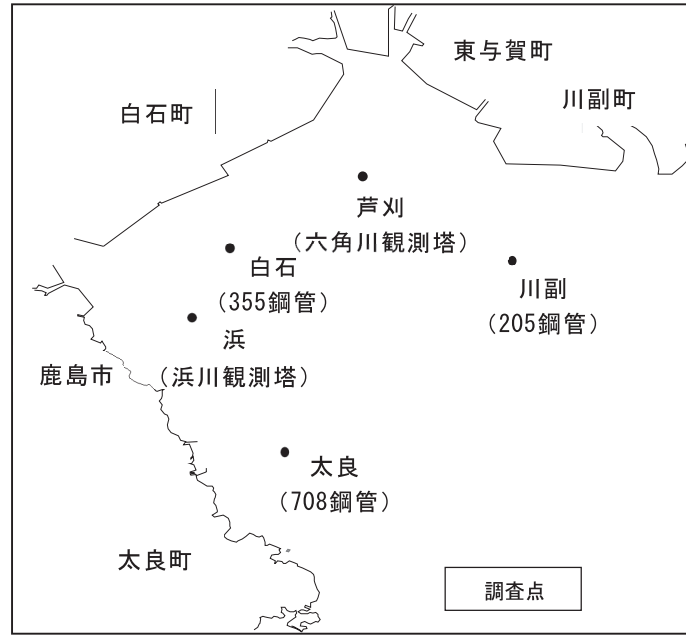 東与賀町
川副町
白石町
芦刈
（六角川観測塔）
白石
（355鋼管）
川副
（205鋼管）
浜
（浜川観測塔）
鹿島市
太良
（708鋼管）
太良町
調査点